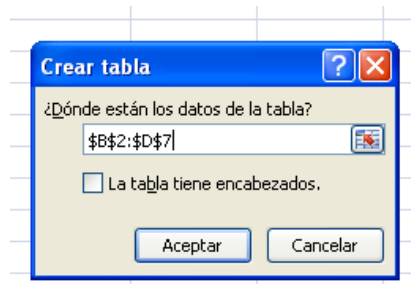 Crear tabla
¿Dónde están los datos de la tabla?
$B$2:$D$7
La tabla tiene encabezados.
Aceptar Cancelar